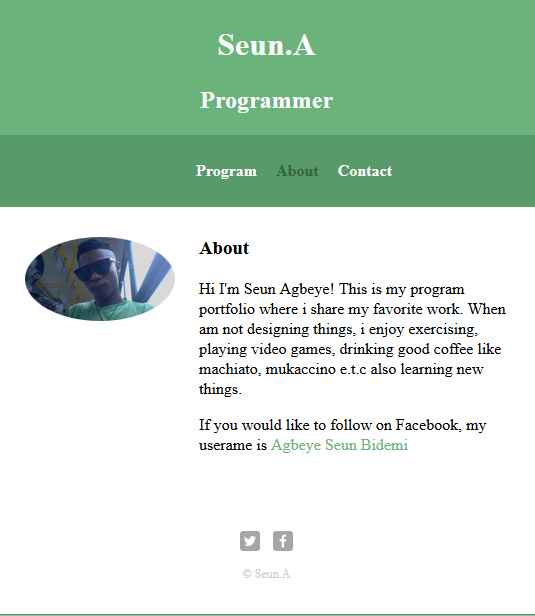 Seun.A
Programmer
Program About Contact
About
Hi I'm Seun Agbeye! This is my program
portfolio where i share my favorite work. When
am not designing things, i enjoy exercising,
playing video games, drinking good coffee like
machiato, mukaccino e.t.c also learning new
things.
If you would like to follow on Facebook, my
userame is Agbeye Seun Bidemi
© Seun.A